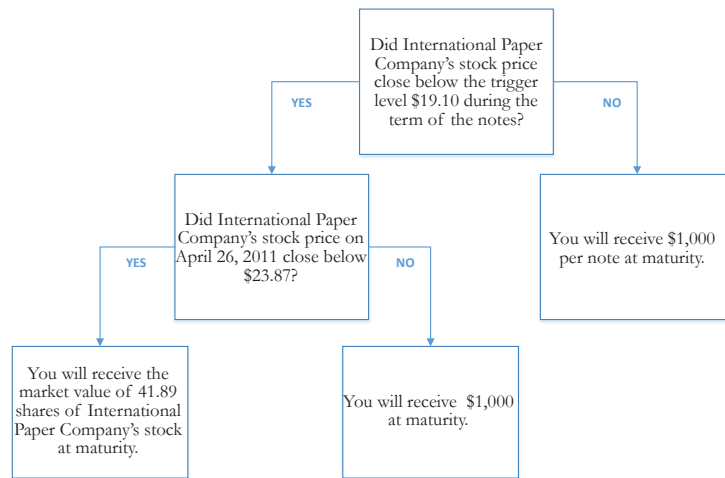 Did International Paper
Company's stock price
close below the trigger
level $19.10 during the
term of the notes?
YES
NO
Did International Paper
Company's stock price on
April 26, 2011 close below
$23.87?
You will receive $1,000
per note at maturity.
YES
NO
You will receive the
market value of 41.89
shares of International
Paper Company's stock
at maturity.
You will receive  $1,000
at maturity.